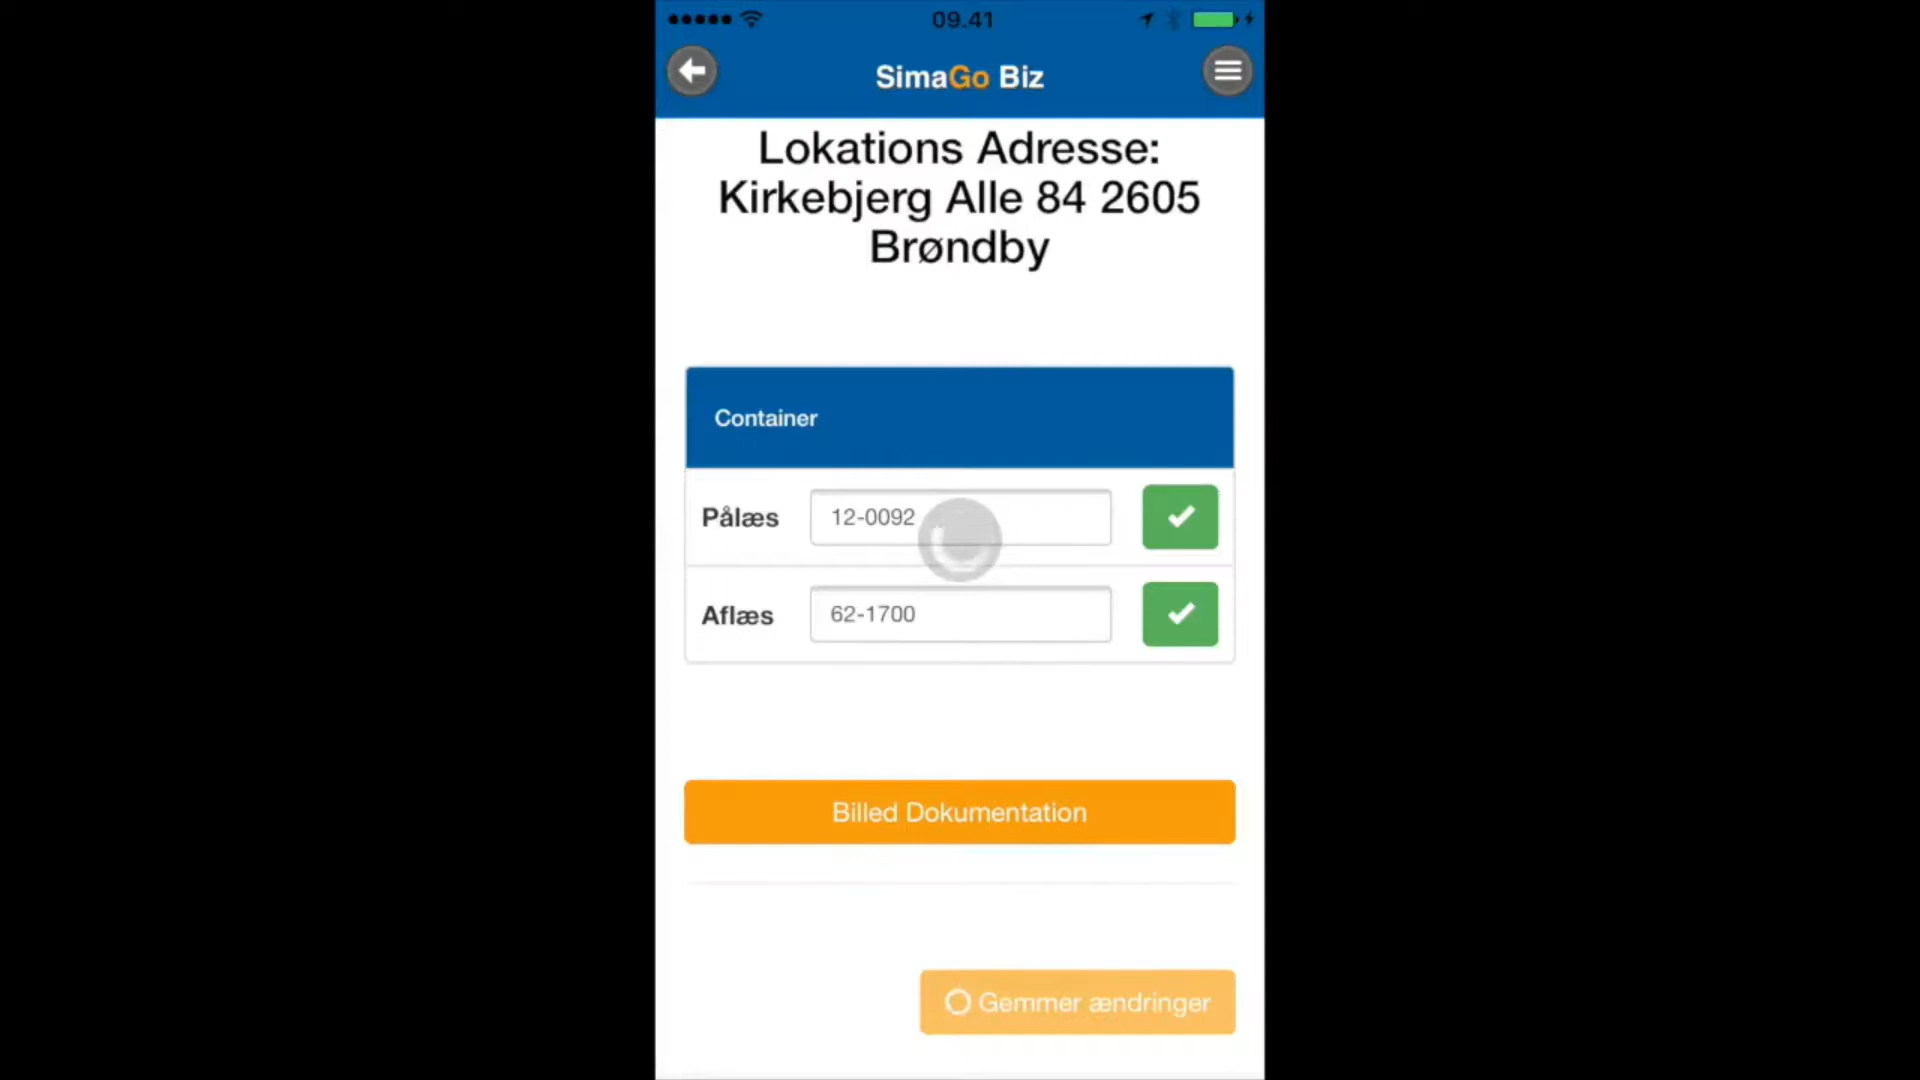 09.41
SimaGo Biz
Lokations Adresse:
Kirkebjerg Alle 84 2605
Brøndby
Container
Pålæs 12-0092
Aflæs 62-1700
Billed Dokumentation
Gemmer ændringer